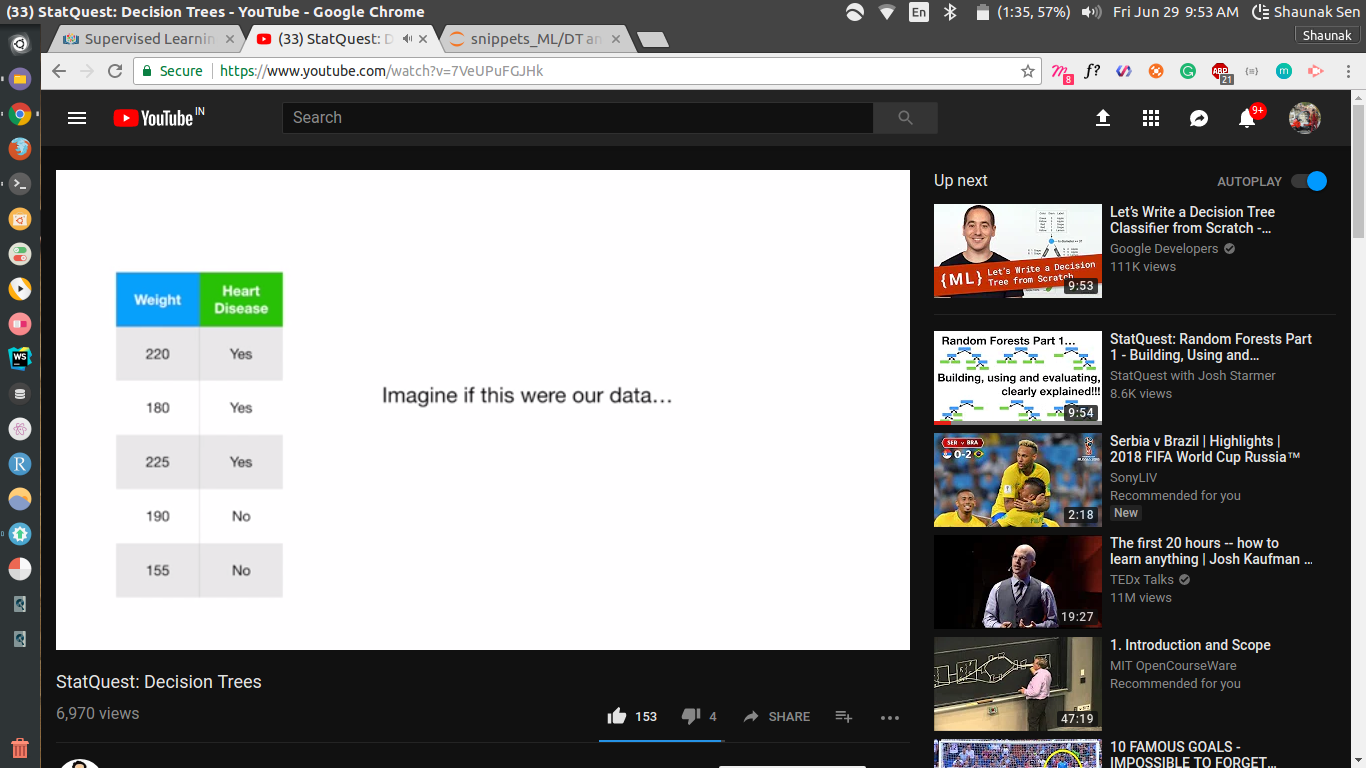 (33) StatQuest: Decision Trees - YouTube - Google Chrome
En
(1:35, 57%)
Fri Jun 29 9:53 AM
Shaunak Sen
Supervised Learnin
(33) StatQuest: D
snippets_ML/DT an
Shaunak
Secure
https://www.youtube.com/watch?v=7VeUPuFGJHk
8
f?
ABP
21
YouTube IN
Search
9+
Weight
Heart
Disease
220
Yes
180
Yes
225
Yes
190
No
155
No
Imagine if this were our data...
StatQuest: Decision Trees
6,970 views
153
4
SHARE
Up next
AUTOPLAY
{ML}
Let's Write a Decision
Tree from Scratch
9:53
Let's Write a Decision Tree
Classifier from Scratch -...
Google Developers
111K views
Random Forests Part 1...
Building, using and evaluating,
clearly explained!!!
9:54
StatQuest: Random Forests Part
1 - Building, Using and...
StatQuest with Josh Starmer
8.6K views
SER v BRA
0-2
2:18
Serbia v Brazil | Highlights |
2018 FIFA World Cup Russia™
SonyLIV
Recommended for you
New
19:27
The first 20 hours -- how to
learn anything | Josh Kaufman ...
TEDx Talks
11M views
47:19
1. Introduction and Scope
MIT OpenCourseWare
Recommended for you
10 FAMOUS GOALS -
IMPOSSIBLE TO FORGET...
WS
R